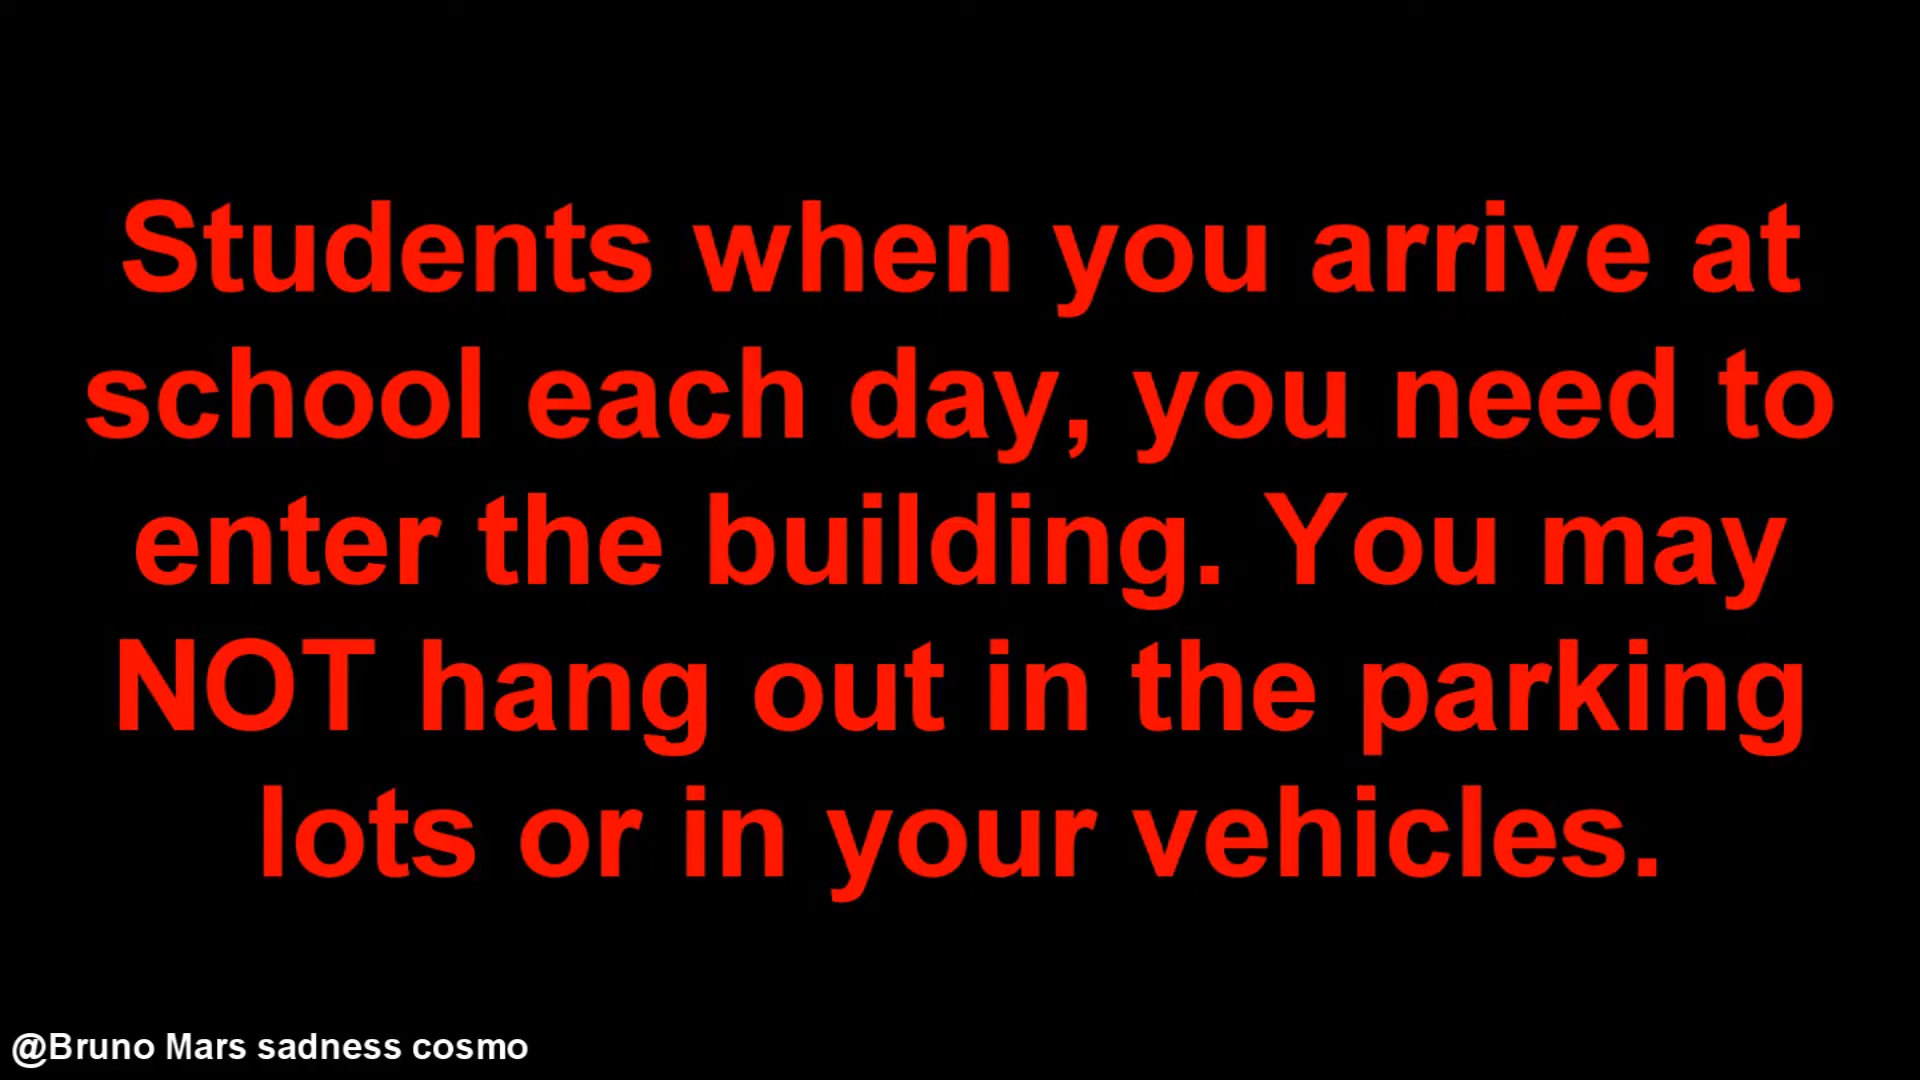 Students when you arrive at
school each day, you need to
enter the building. You may
NOT hang out in the parking
lots or in your vehicles.
@Bruno Mars sadness cosmo